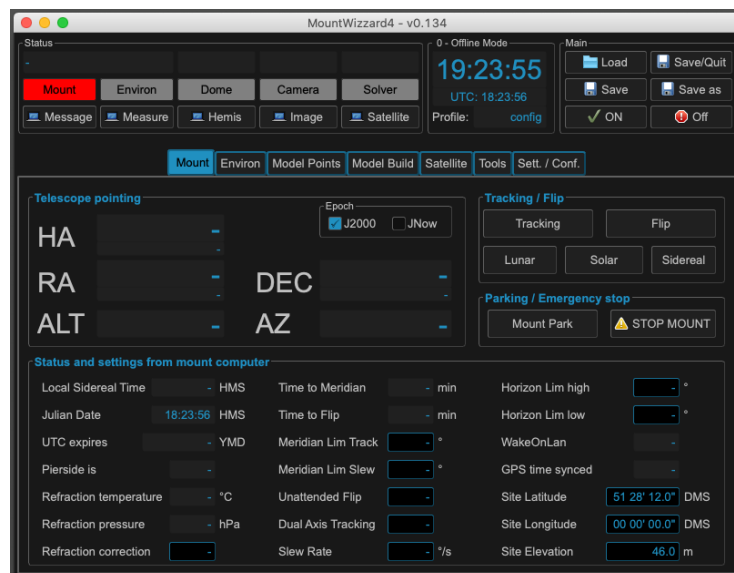 MountWizzard4 - v0.134
Status
0 - Offline Mode
Main
-
19:23:55
Load
Save/Quit
Mount
Environ
Dome
Camera
Solver
UTC: 18:23:56
Save
Save as
Message
Measure
Hemis
Image
Satellite
Profile: config
ON
Off
Mount
Environ
Model Points
Model Build
Satellite
Tools
Sett. / Conf.
Telescope pointing
Epoch
J2000
JNow
HA
-
-
RA
-
-
DEC
-
-
ALT
-
AZ
-
Tracking / Flip
Tracking
Flip
Lunar
Solar
Sidereal
Parking / Emergency stop
Mount Park
STOP MOUNT
Status and settings from mount computer
Local Sidereal Time - HMS
Time to Meridian - min
Horizon Lim high - °
Julian Date 18:23:56 HMS
Time to Flip - min
Horizon Lim low - °
UTC expires - YMD
Meridian Lim Track - °
WakeOnLan -
Pierside is -
Meridian Lim Slew - °
GPS time synced -
Refraction temperature - °C
Unattended Flip -
Site Latitude 51 28' 12.0" DMS
Refraction pressure - hPa
Dual Axis Tracking -
Site Longitude 00 00' 00.0" DMS
Refraction correction -
Slew Rate - °/s
Site Elevation 46.0 m